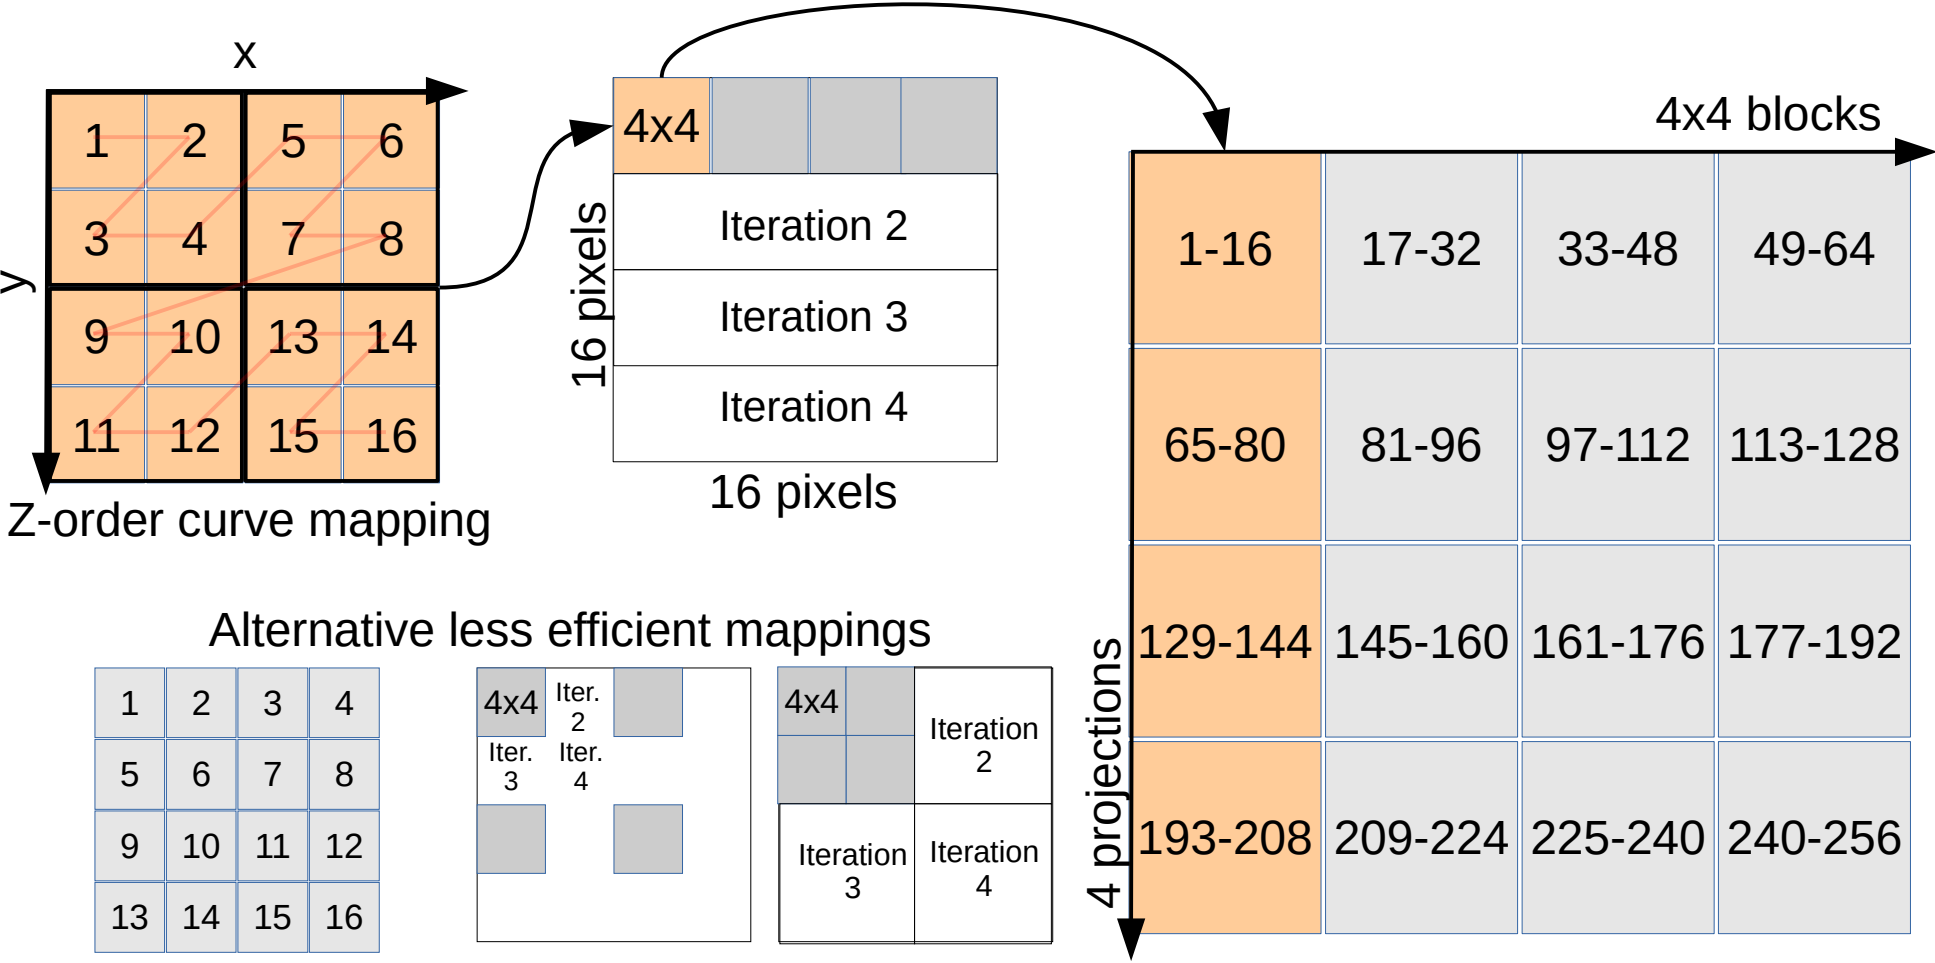 x
y
1 2 5 6
3 4 7 8
9 10 13 14
11 12 15 16
Z-order curve mapping
4x4
Iteration 2
Iteration 3
Iteration 4
16 pixels
16 pixels
4x4 blocks
4 projections
1-16 17-32 33-48 49-64
65-80 81-96 97-112 113-128
129-144 145-160 161-176 177-192
193-208 209-224 225-240 240-256
Alternative less efficient mappings
1 2 3 4
5 6 7 8
9 10 11 12
13 14 15 16
4x4
Iter.
2
Iter.
3
Iter.
4
4x4
Iteration
2
Iteration
3
Iteration
4